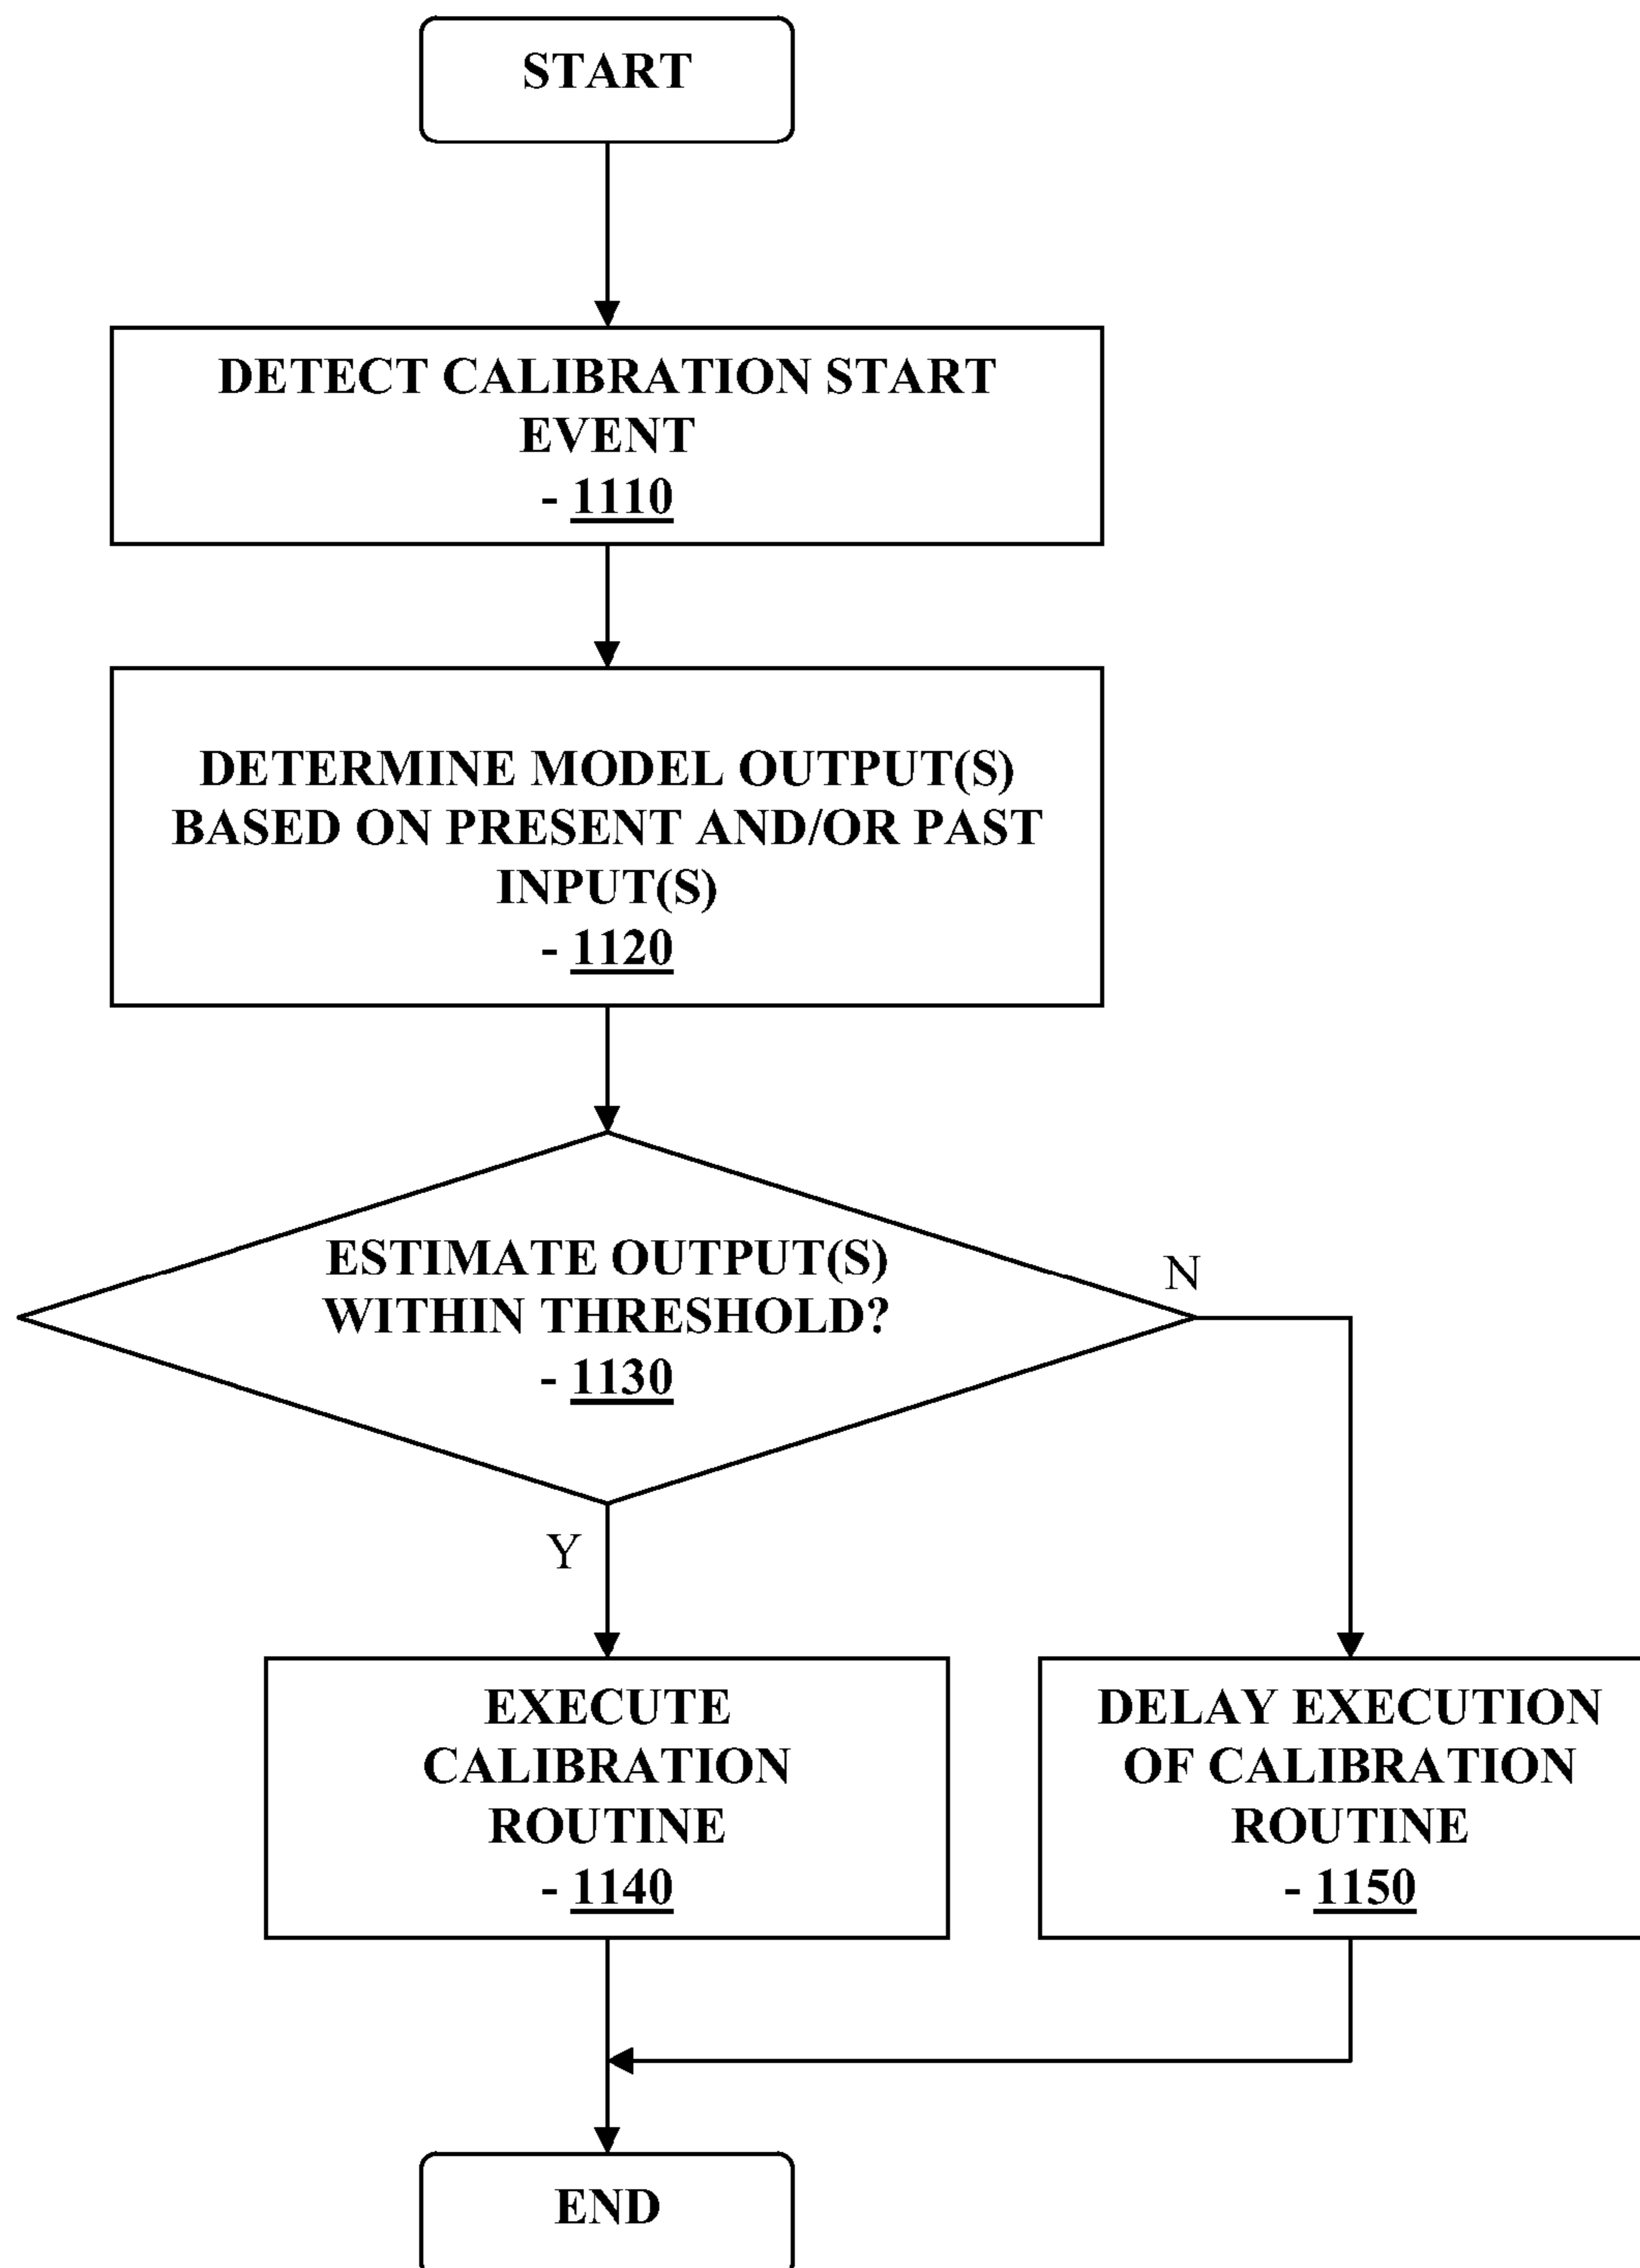 START
DETECT CALIBRATION START
EVENT
- 1110
DETERMINE MODEL OUTPUT(S)
BASED ON PRESENT AND/OR PAST
INPUT(S)
- 1120
ESTIMATE OUTPUT(S)
WITHIN THRESHOLD?
- 1130
N
Y
EXECUTE
CALIBRATION
ROUTINE
- 1140
DELAY EXECUTION
OF CALIBRATION
ROUTINE
- 1150
END